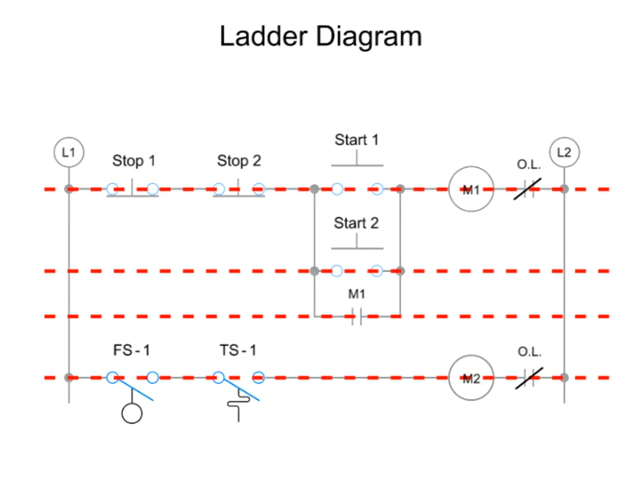 Ladder Diagram
Start 1
L1
Stop 1
Stop 2
O.L.
L2
M1
Start 2
M1
FS-1
TS-1
O.L.
M2